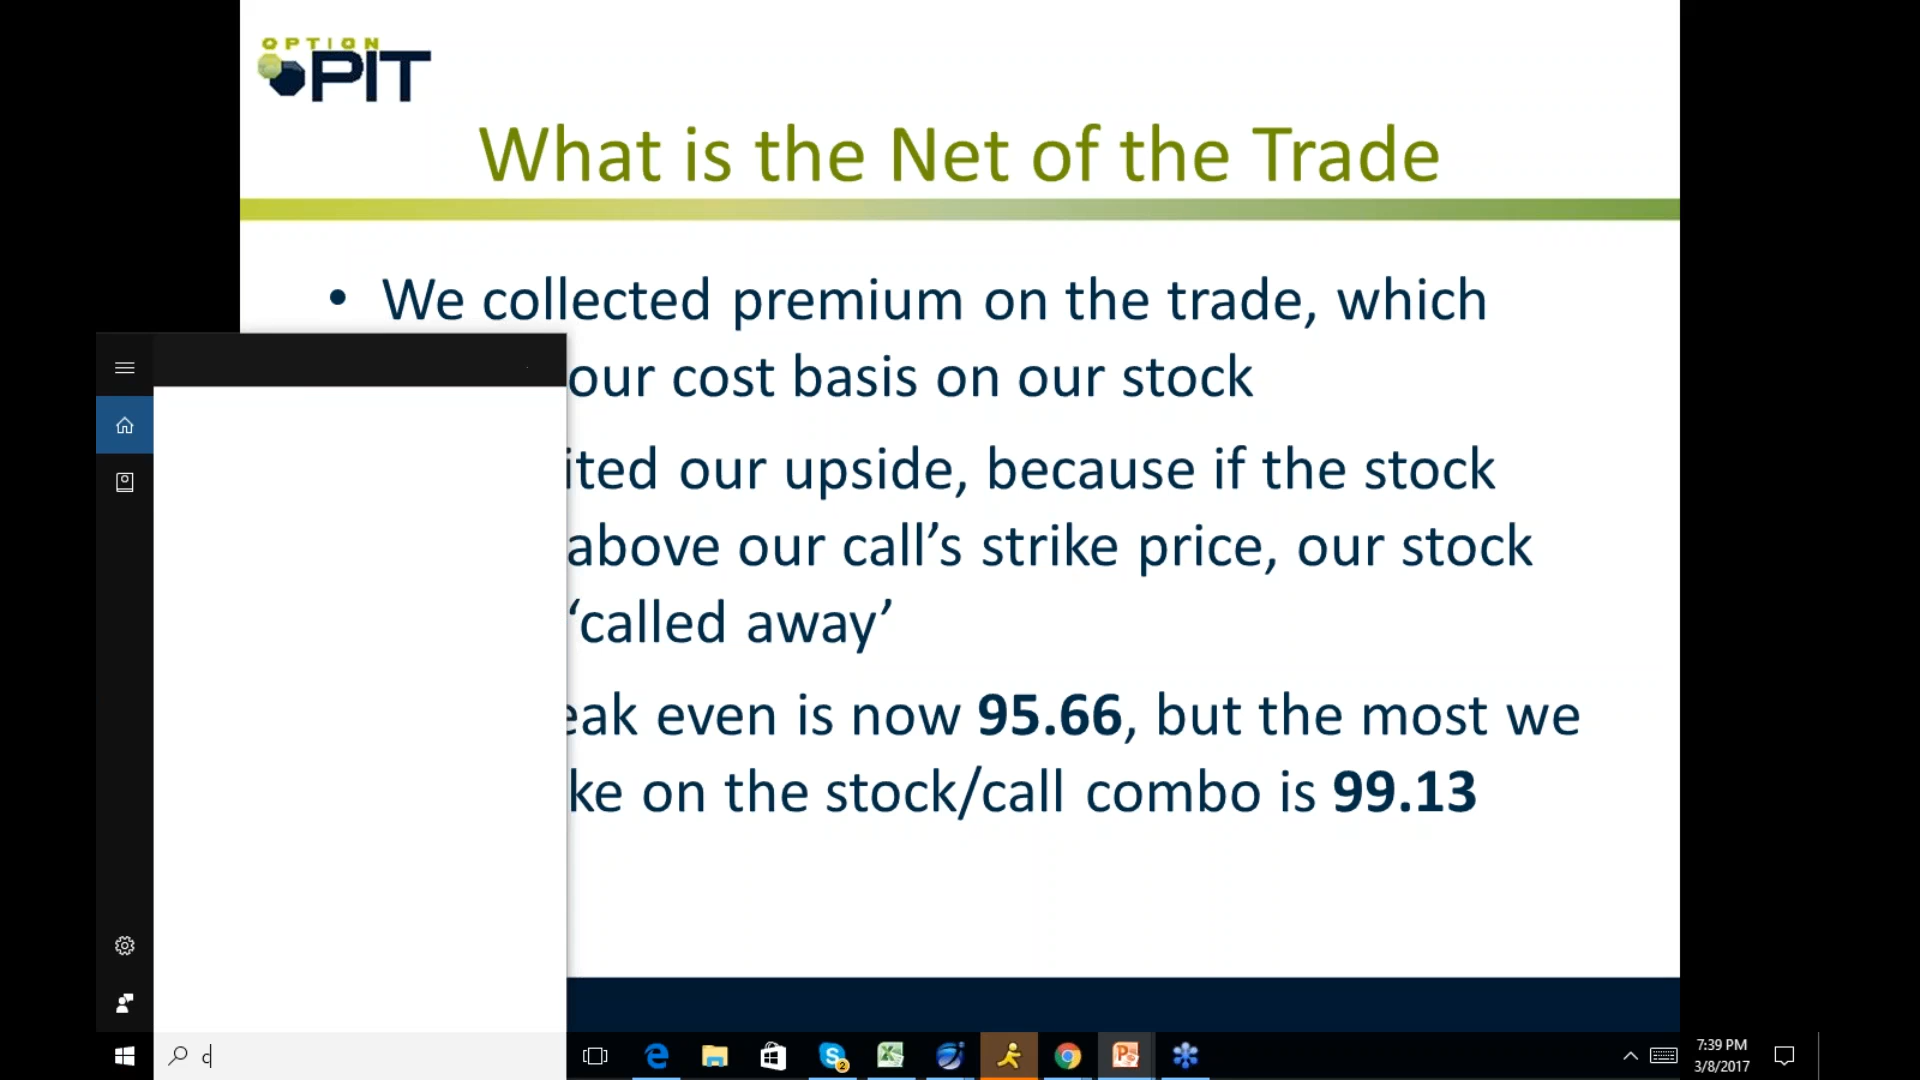 OPTION
PIT
What is the Net of the Trade
• We collected premium on the trade, which
our cost basis on our stock
ited our upside, because if the stock
above our call’s strike price, our stock
‘called away’
eak even is now 95.66, but the most we
ke on the stock/call combo is 99.13
c
2
7:39 PM
3/8/2017